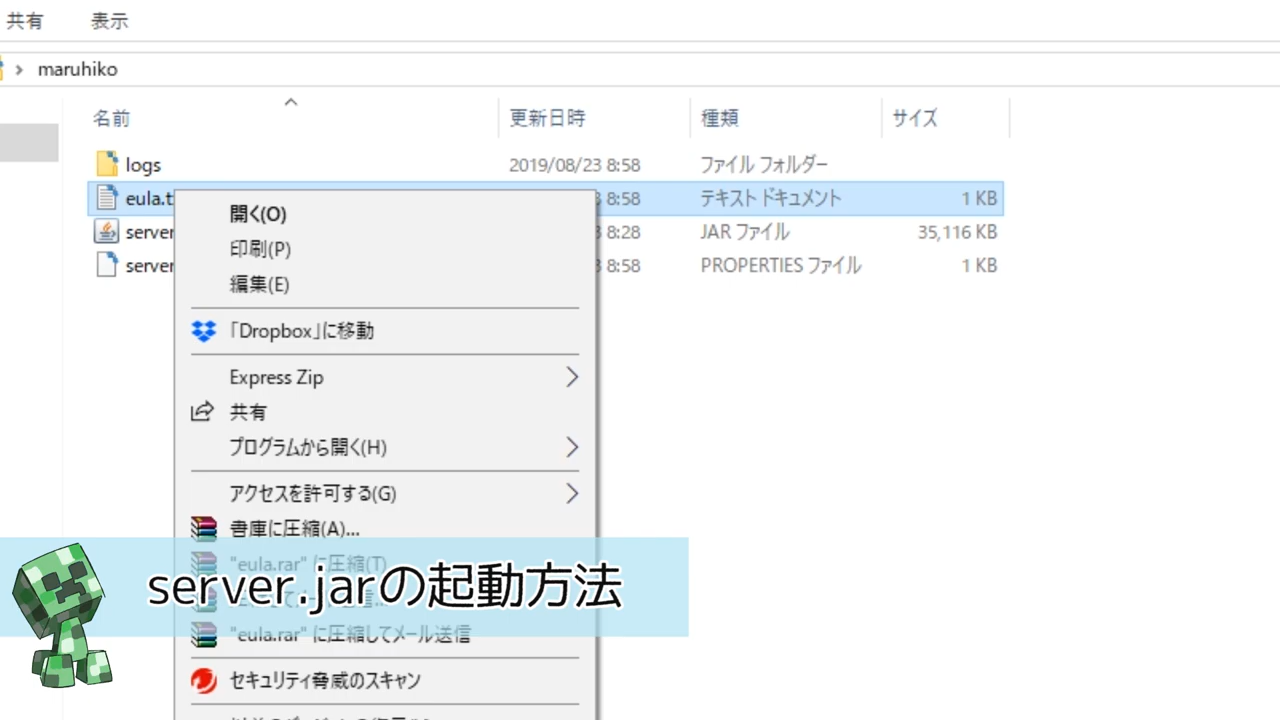 共有 表示
maruhiko
名前 更新日時 種類 サイズ
logs 2019/08/23 8:58 ファイル フォルダー
eula.t 8:58 テキスト ドキュメント 1 KB
server 8:28 JAR ファイル 35,116 KB
server 8:58 PROPERTIES ファイル 1 KB
開く(O)
印刷(P)
編集(E)
「Dropbox」に移動
Express Zip
共有
プログラムから開く(H)
アクセスを許可する(G)
書庫に圧縮(A)...
"eula.rar" に圧縮(T)
server.jarの起動方法
"eula.rar" に圧縮してメール送信
セキュリティ脅威のスキャン